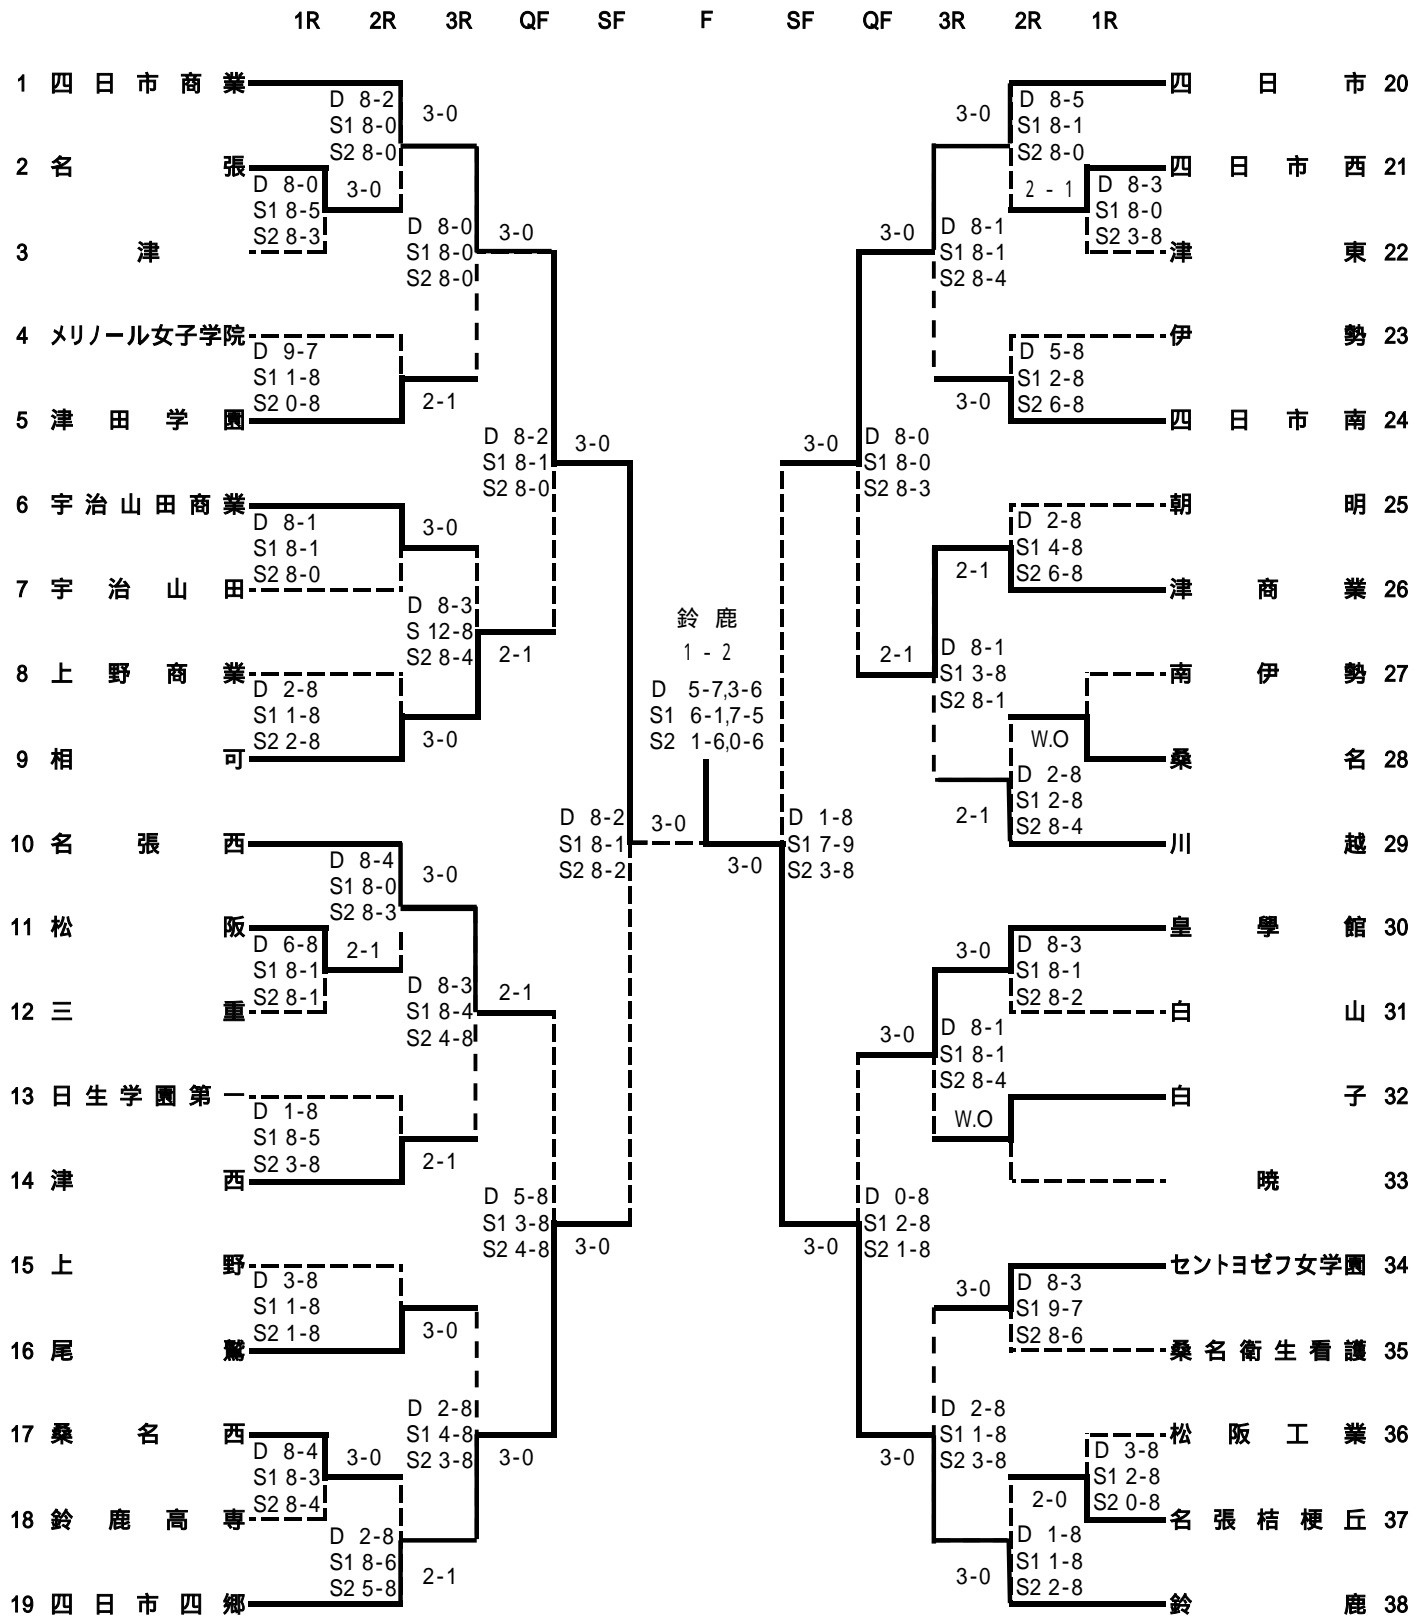 1R 2R 3R QF SF F SF QF 3R 2R 1R
1 四日市商業
2 名張
3 津
4 メリノール女子学院
5 津田学園
6 宇治山田商業
7 宇治山田
8 上野商業
9 相可
10 名張西
11 松阪
12 三重
13 日生学園第一
14 津西
15 上野
16 尾鷲
17 桑名西
18 鈴鹿高専
19 四日市四郷
D 8-0
S1 8-5
S2 8-3
D 9-7
S1 1-8
S2 0-8
D 8-1
S1 8-1
S2 8-0
D 2-8
S1 1-8
S2 2-8
D 6-8
S1 8-1
S2 8-1
D 1-8
S1 8-5
S2 3-8
D 3-8
S1 1-8
S2 1-8
D 8-4
S1 8-3
S2 8-4
D 8-2
S1 8-0
S2 8-0
3-0
D 8-4
S1 8-0
S2 8-3
2-1
3-0
D 2-8
S1 8-6
S2 5-8
3-0
D 8-0
S1 8-0
S2 8-0
2-1
3-0
D 8-3
S 12-8
S2 8-4
3-0
3-0
D 8-3
S1 8-4
S2 4-8
2-1
3-0
D 2-8
S1 4-8
S2 3-8
2-1
3-0
D 8-2
S1 8-1
S2 8-0
2-1
2-1
D 5-8
S1 3-8
S2 4-8
3-0
3-0
D 8-2
S1 8-1
S2 8-2
3-0
3-0
鈴鹿
1-2
D 5-7,3-6
S1 6-1,7-5
S2 1-6,0-6
3-0
3-0
D 1-8
S1 7-9
S2 3-8
3-0
3-0
D 8-0
S1 8-0
S2 8-3
2-1
3-0
D 0-8
S1 2-8
S2 1-8
3-0
3-0
D 8-1
S1 8-1
S2 8-4
3-0
2-1
D 8-1
S1 3-8
S2 8-1
2-1
3-0
D 8-1
S1 8-1
S2 8-4
W.O
3-0
D 2-8
S1 1-8
S2 3-8
3-0
D 8-5
S1 8-1
S2 8-0
2-1
D 5-8
S1 2-8
S2 6-8
D 2-8
S1 4-8
S2 6-8
W.O
D 2-8
S1 2-8
S2 8-4
D 8-3
S1 8-1
S2 8-2
D 8-3
S1 9-7
S2 8-6
2-0
D 1-8
S1 1-8
S2 2-8
D 8-3
S1 8-0
S2 3-8
D 3-8
S1 2-8
S2 0-8
四日市 20
四日市西 21
津東 22
伊勢 23
四日市南 24
朝明 25
津商業 26
南伊勢 27
桑名 28
川越 29
皇學館 30
白山 31
白子 32
暁 33
セントヨゼフ女学園 34
桑名衛生看護 35
松阪工業 36
名張桔梗丘 37
鈴鹿 38